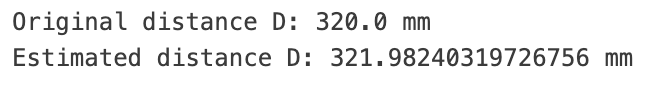 Original distance D: 320.0 mm
Estimated distance D: 321.98240319726756 mm